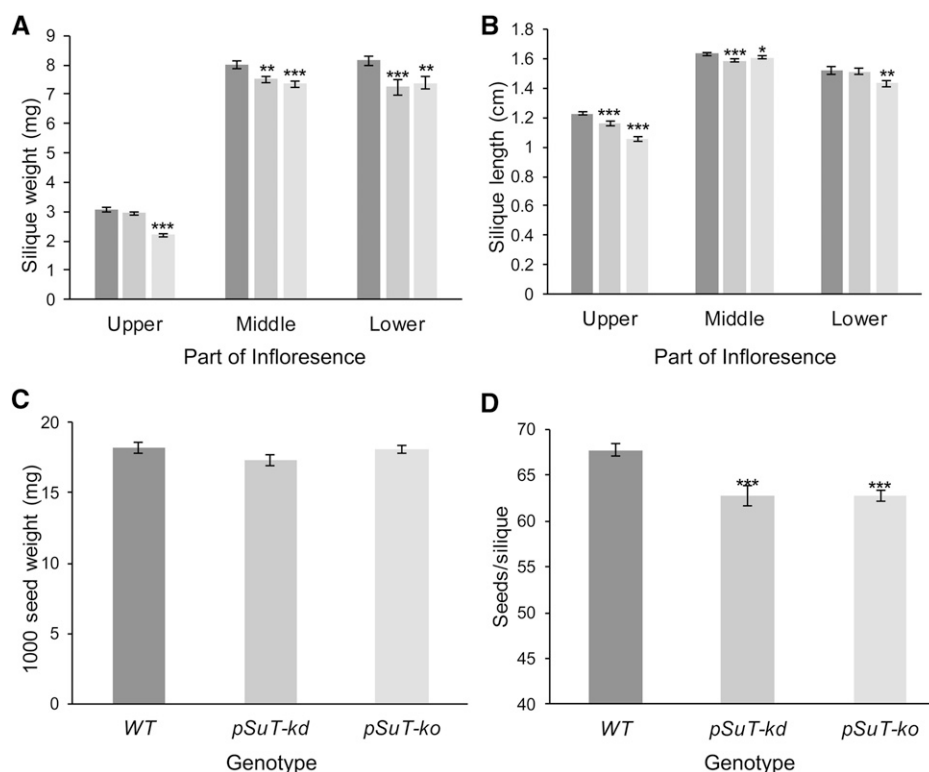 A
Silique weight (mg)
9
8
7
6
5
4
3
2
1
0
***
**
***
***
**
Upper Middle Lower
Part of Infloresence
B
Silique length (cm)
1.8
1.6
1.4
1.2
1
0.8
0.6
0.4
0.2
0
***
***
***
*
**
Upper Middle Lower
Part of Infloresence
C
1000 seed weight (mg)
20
15
10
5
0
WT pSuT-kd pSuT-ko
Genotype
D
Seeds/silique
70
65
60
55
50
45
40
***
***
WT pSuT-kd pSuT-ko
Genotype